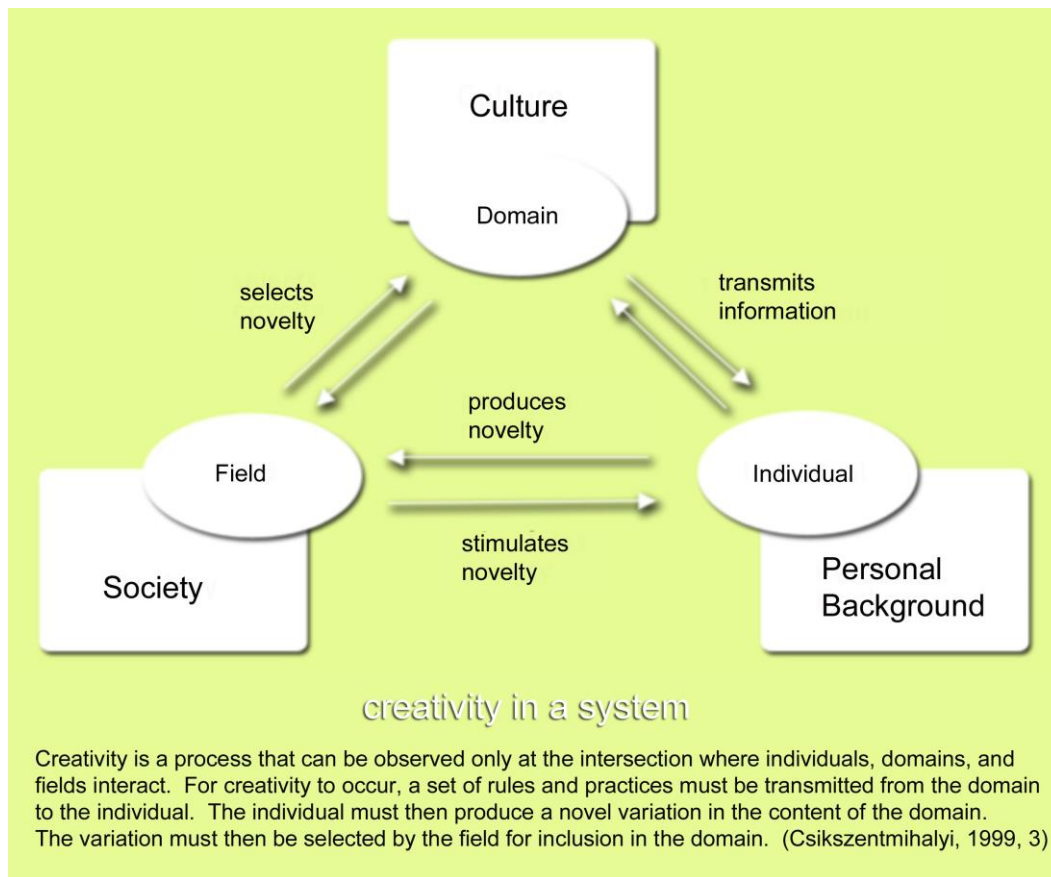 Culture
Domain
selects
novelty
transmits
information
produces
novelty
Field
Individual
stimulates
novelty
Society
Personal
Background
creativity in a system
Creativity is a process that can be observed only at the intersection where individuals, domains, and
fields interact.  For creativity to occur, a set of rules and practices must be transmitted from the domain
to the individual.  The individual must then produce a novel variation in the content of the domain.
The variation must then be selected by the field for inclusion in the domain.  (Csikszentmihalyi, 1999, 3)